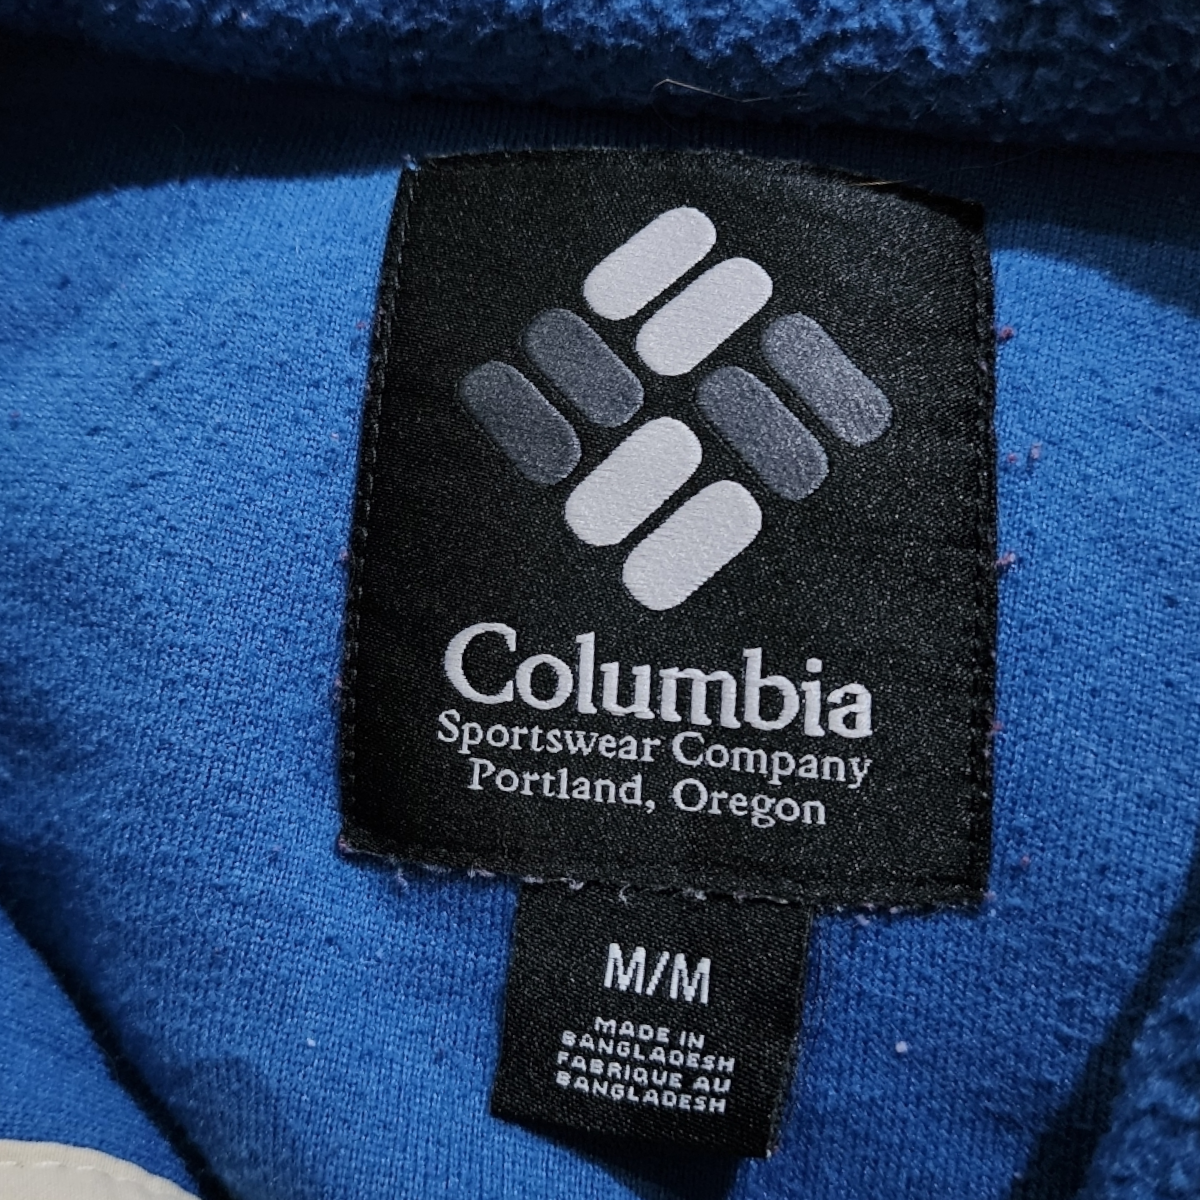 Columbia
Sportswear Company
Portland, Oregon
M/M
MADE IN
BANGLADESH
FABRIQUE AU
BANGLADESH